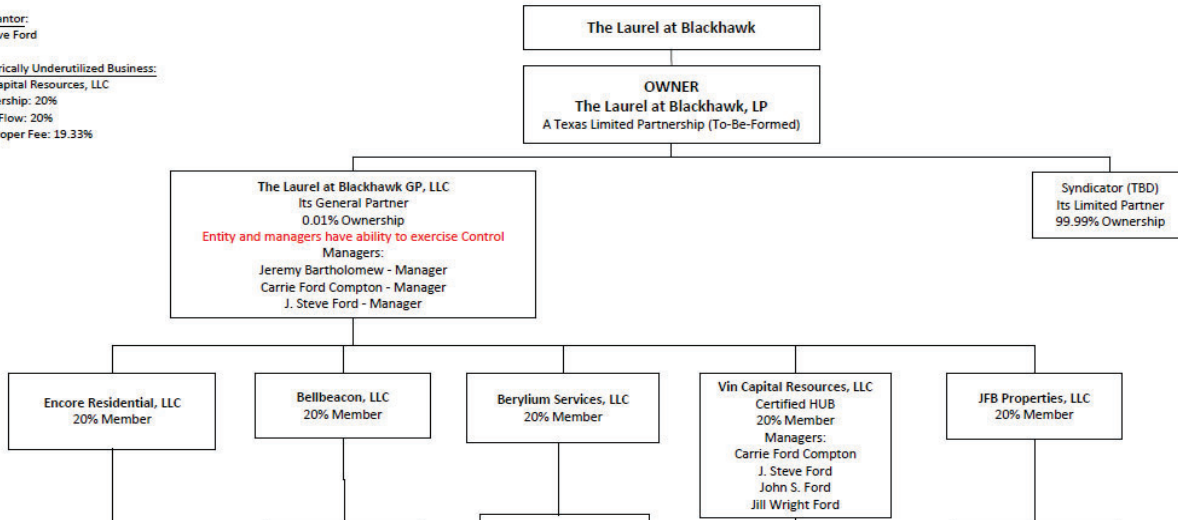 ntor:
ve Ford
rically Underutilized Business:
apital Resources, LLC
ership: 20%
Flow: 20%
oper Fee: 19.33%
The Laurel at Blackhawk
OWNER
The Laurel at Blackhawk, LP
A Texas Limited Partnership (To-Be-Formed)
The Laurel at Blackhawk GP, LLC
Its General Partner
0.01% Ownership
Entity and managers have ability to exercise Control
Managers:
Jeremy Bartholomew - Manager
Carrie Ford Compton - Manager
J. Steve Ford - Manager
Syndicator (TBD)
Its Limited Partner
99.99% Ownership
Encore Residential, LLC
20% Member
Bellbeacon, LLC
20% Member
Berylium Services, LLC
20% Member
Vin Capital Resources, LLC
Certified HUB
20% Member
Managers:
Carrie Ford Compton
J. Steve Ford
John S. Ford
Jill Wright Ford
JFB Properties, LLC
20% Member